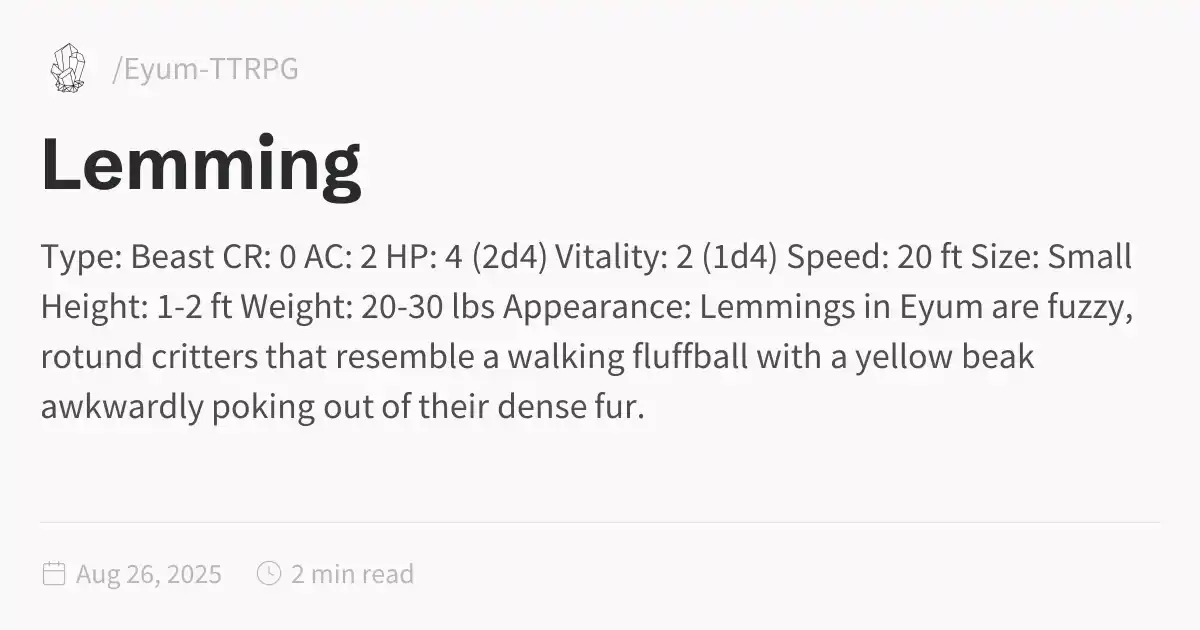 /Eyum-TTRPG
Lemming
Type: Beast CR: 0 AC: 2 HP: 4 (2d4) Vitality: 2 (1d4) Speed: 20 ft Size: Small
Height: 1-2 ft Weight: 20-30 lbs Appearance: Lemmings in Eyum are fuzzy,
rotund critters that resemble a walking fluffball with a yellow beak
awkwardly poking out of their dense fur.
Aug 26, 2025 2 min read